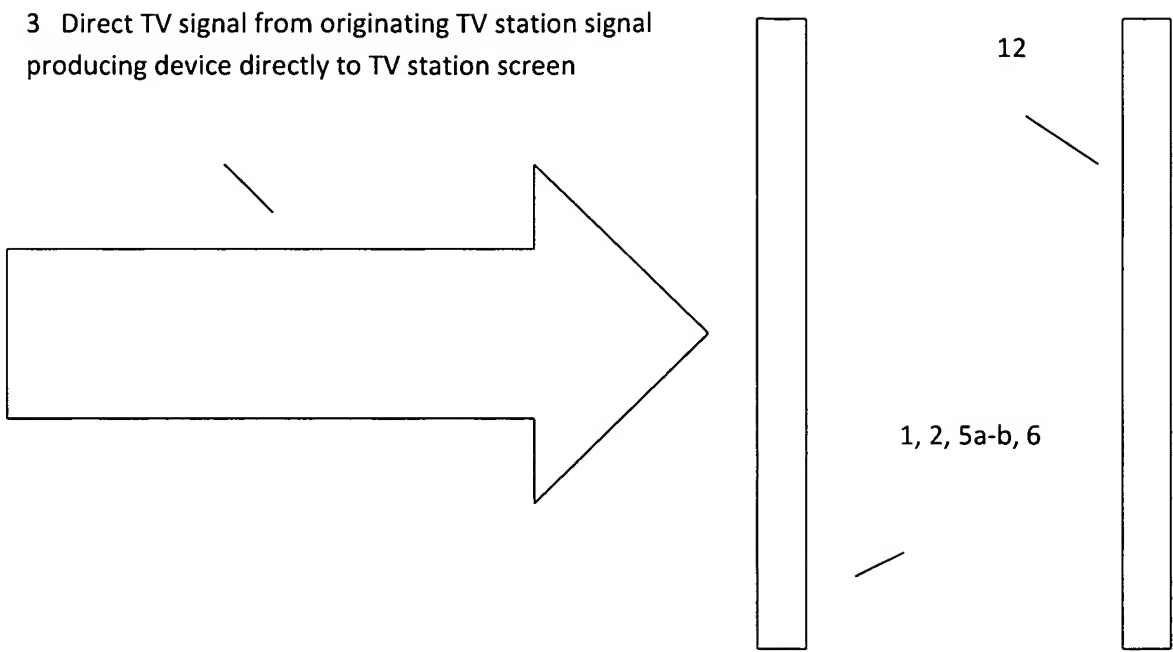 3 Direct TV signal from originating TV station signal
producing device directly to TV station screen
12
1, 2, 5a-b, 6